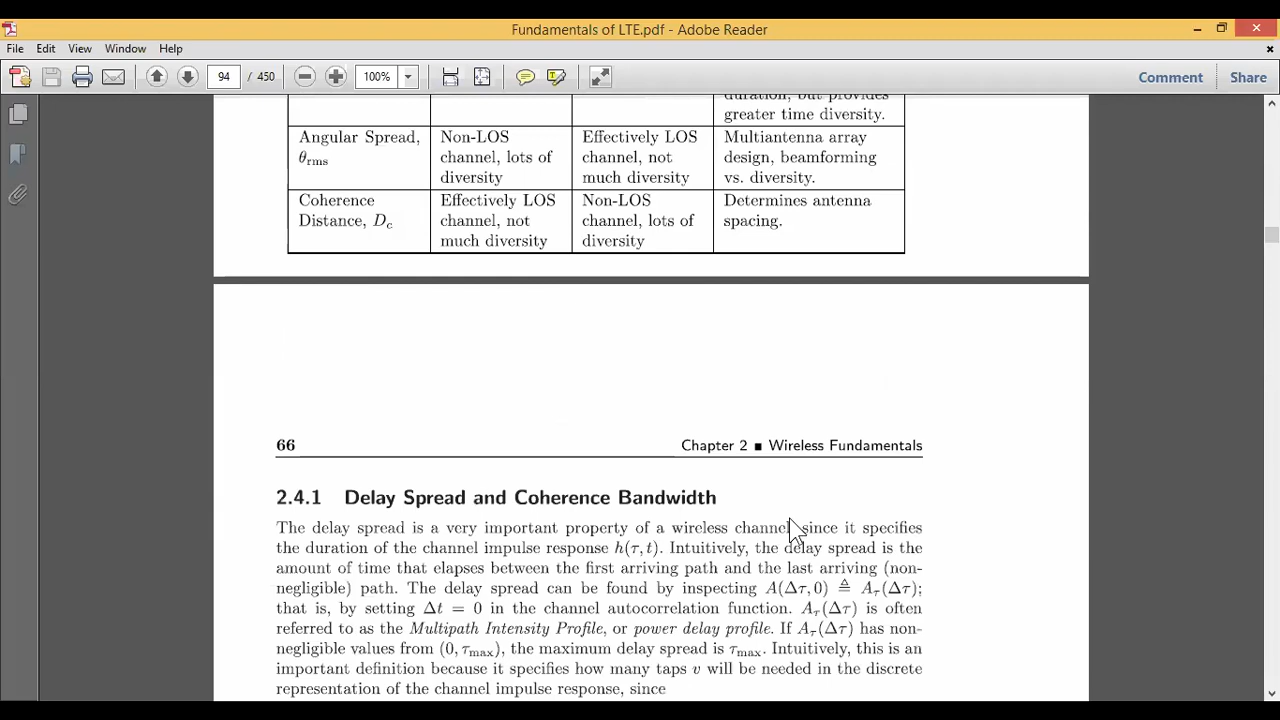 Fundamentals of LTE.pdf - Adobe Reader
File Edit View Window Help
94 / 450 100% Comment Share
duration, but provides
greater time diversity.
Angular Spread, Non-LOS Effectively LOS Multiantenna array
θrms channel, lots of channel, not design, beamforming
diversity much diversity vs. diversity.
Coherence Effectively LOS Non-LOS Determines antenna
Distance, Dc channel, not channel, lots of spacing.
much diversity diversity
66 Chapter 2 ■ Wireless Fundamentals
2.4.1 Delay Spread and Coherence Bandwidth
The delay spread is a very important property of a wireless channel since it specifies
the duration of the channel impulse response h(τ, t). Intuitively, the delay spread is the
amount of time that elapses between the first arriving path and the last arriving (non-
negligible) path. The delay spread can be found by inspecting A(Δτ, 0) ≜ Aτ(Δτ);
that is, by setting Δt = 0 in the channel autocorrelation function. Aτ(Δτ) is often
referred to as the Multipath Intensity Profile, or power delay profile. If Aτ(Δτ) has non-
negligible values from (0, τmax), the maximum delay spread is τmax. Intuitively, this is an
important definition because it specifies how many taps v will be needed in the discrete
representation of the channel impulse response, since